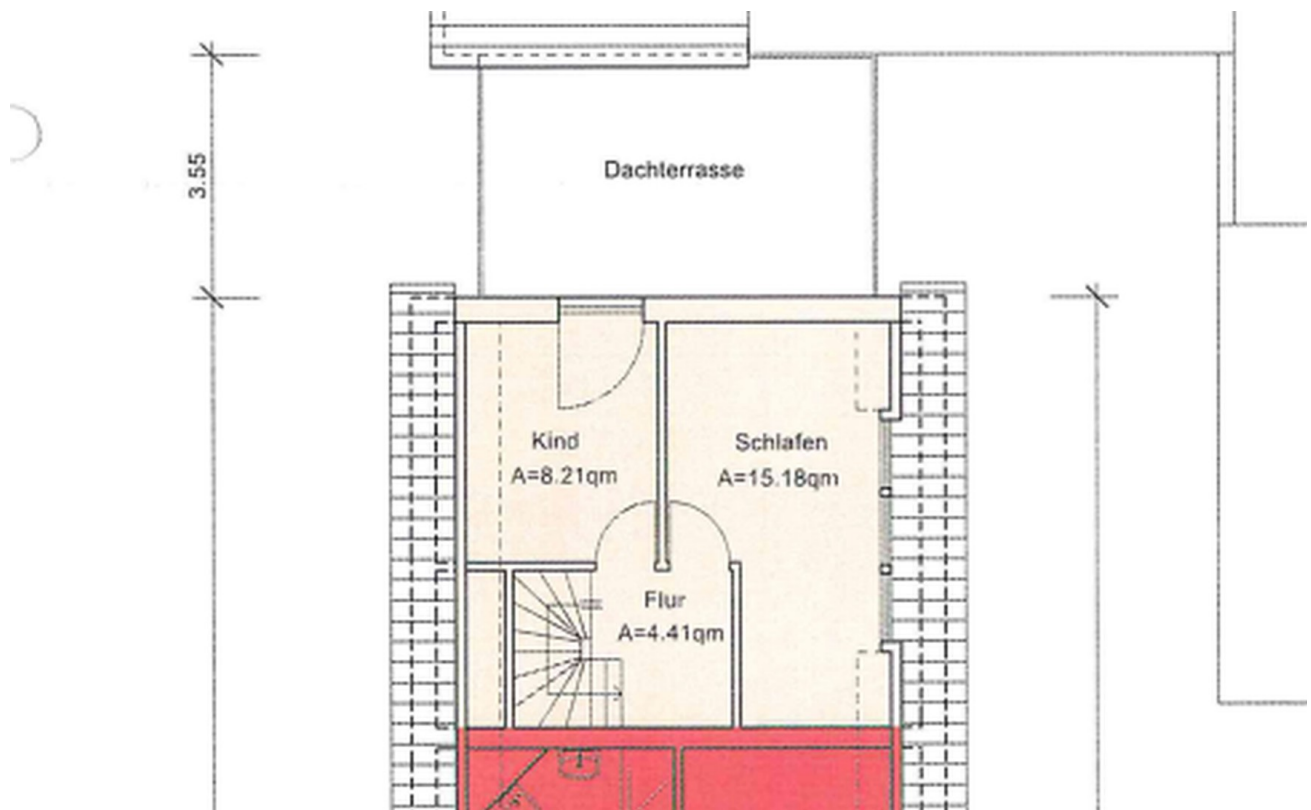 3.55
Dachterrasse
Kind
A=8.21qm
Schlafen
A=15.18qm
Flur
A=4.41qm